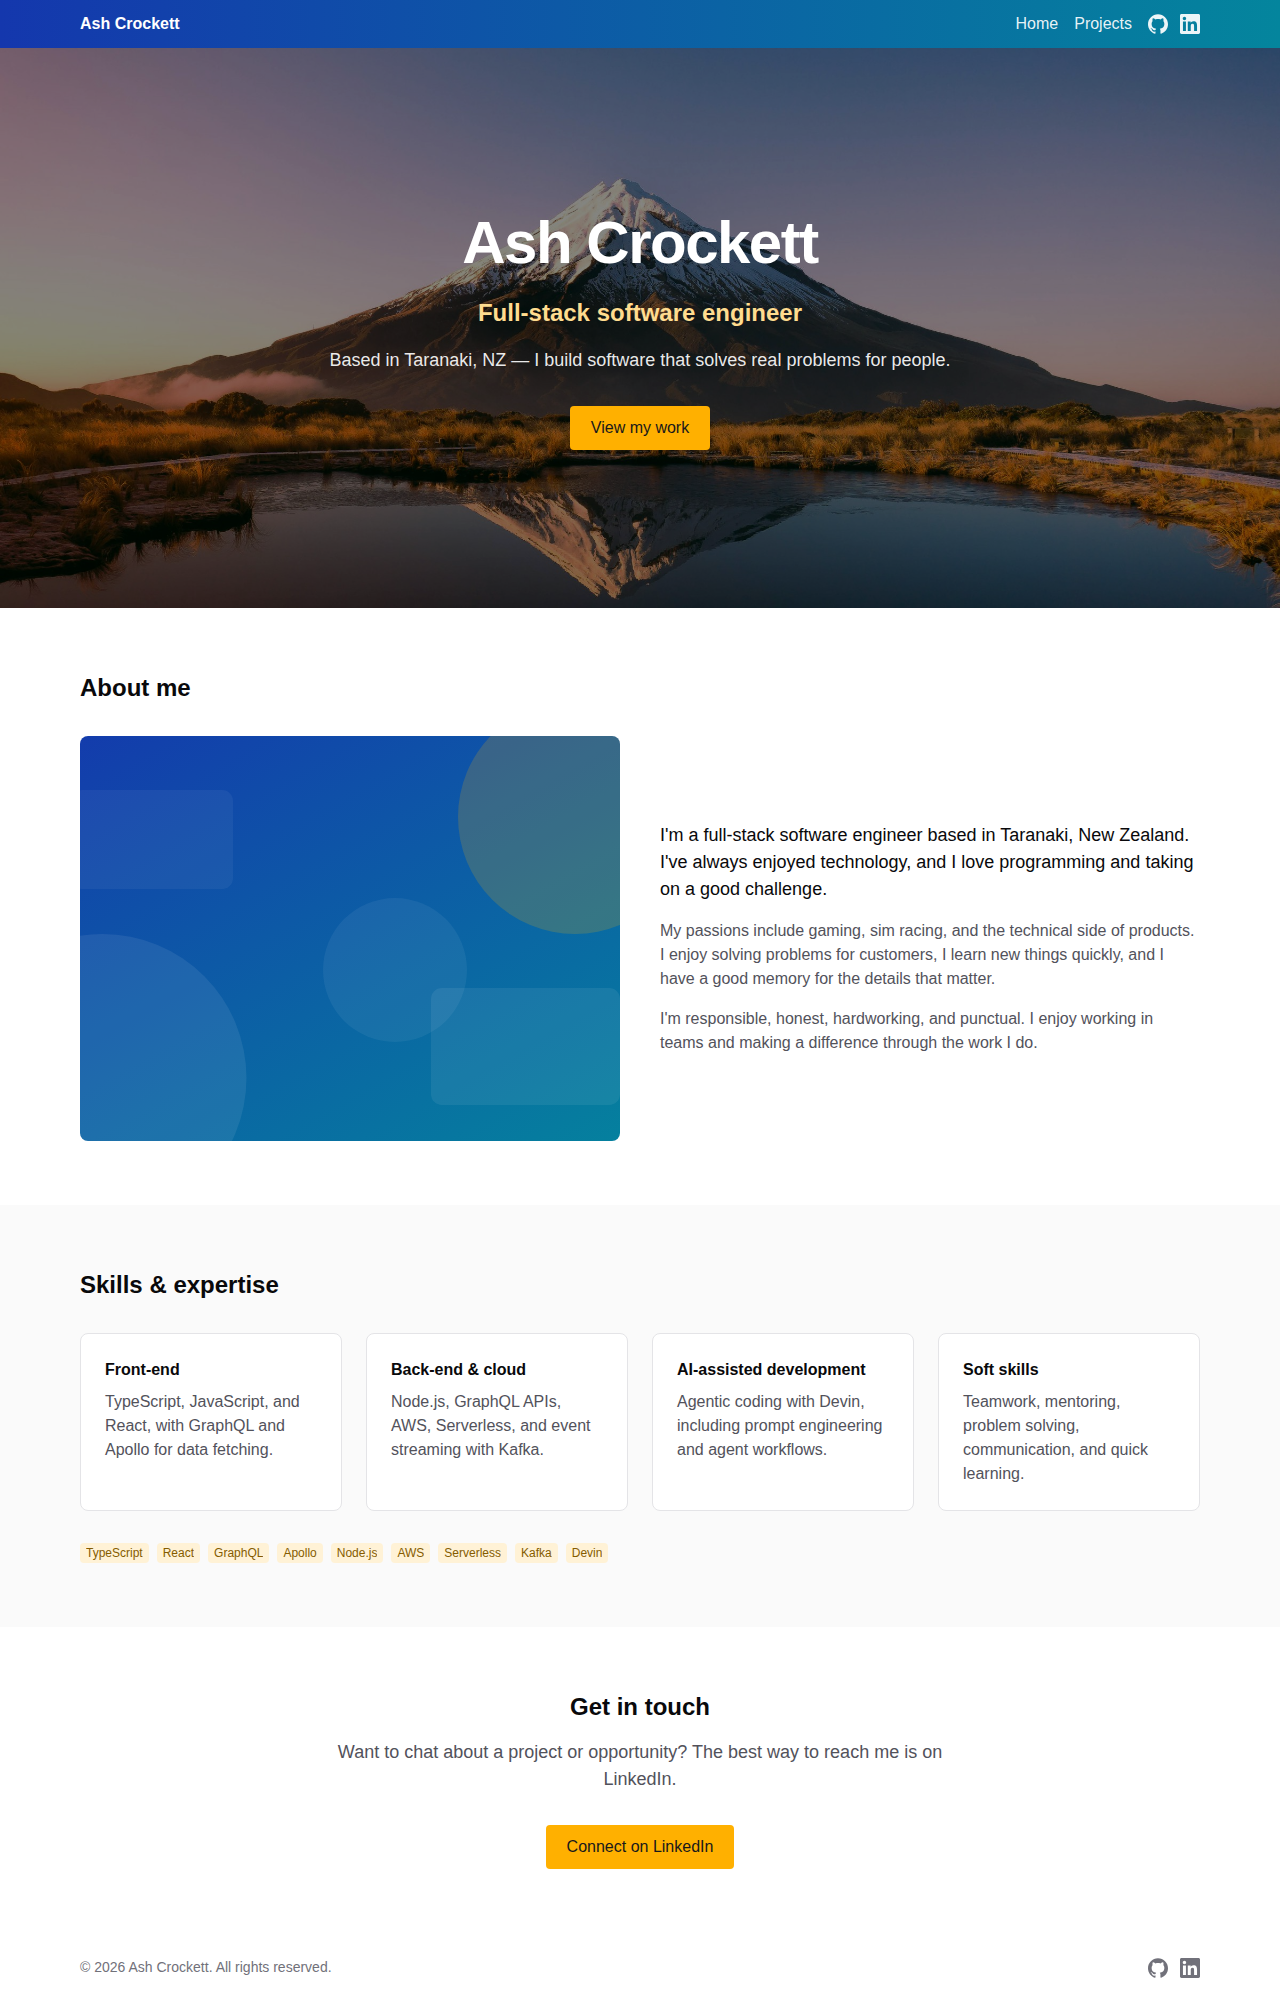 Ash Crockett
Home Projects
Ash Crockett
Full-stack software engineer
Based in Taranaki, NZ — I build software that solves real problems for people.
View my work
About me
I'm a full-stack software engineer based in Taranaki, New Zealand.
I've always enjoyed technology, and I love programming and taking
on a good challenge.
My passions include gaming, sim racing, and the technical side of products.
I enjoy solving problems for customers, I learn new things quickly, and I
have a good memory for the details that matter.
I'm responsible, honest, hardworking, and punctual. I enjoy working in
teams and making a difference through the work I do.
Skills & expertise
Front-end
TypeScript, JavaScript, and
React, with GraphQL and
Apollo for data fetching.
Back-end & cloud
Node.js, GraphQL APIs,
AWS, Serverless, and event
streaming with Kafka.
AI-assisted development
Agentic coding with Devin,
including prompt engineering
and agent workflows.
Soft skills
Teamwork, mentoring,
problem solving,
communication, and quick
learning.
TypeScript React GraphQL Apollo Node.js AWS Serverless Kafka Devin
Get in touch
Want to chat about a project or opportunity? The best way to reach me is on
LinkedIn.
Connect on LinkedIn
© 2026 Ash Crockett. All rights reserved.